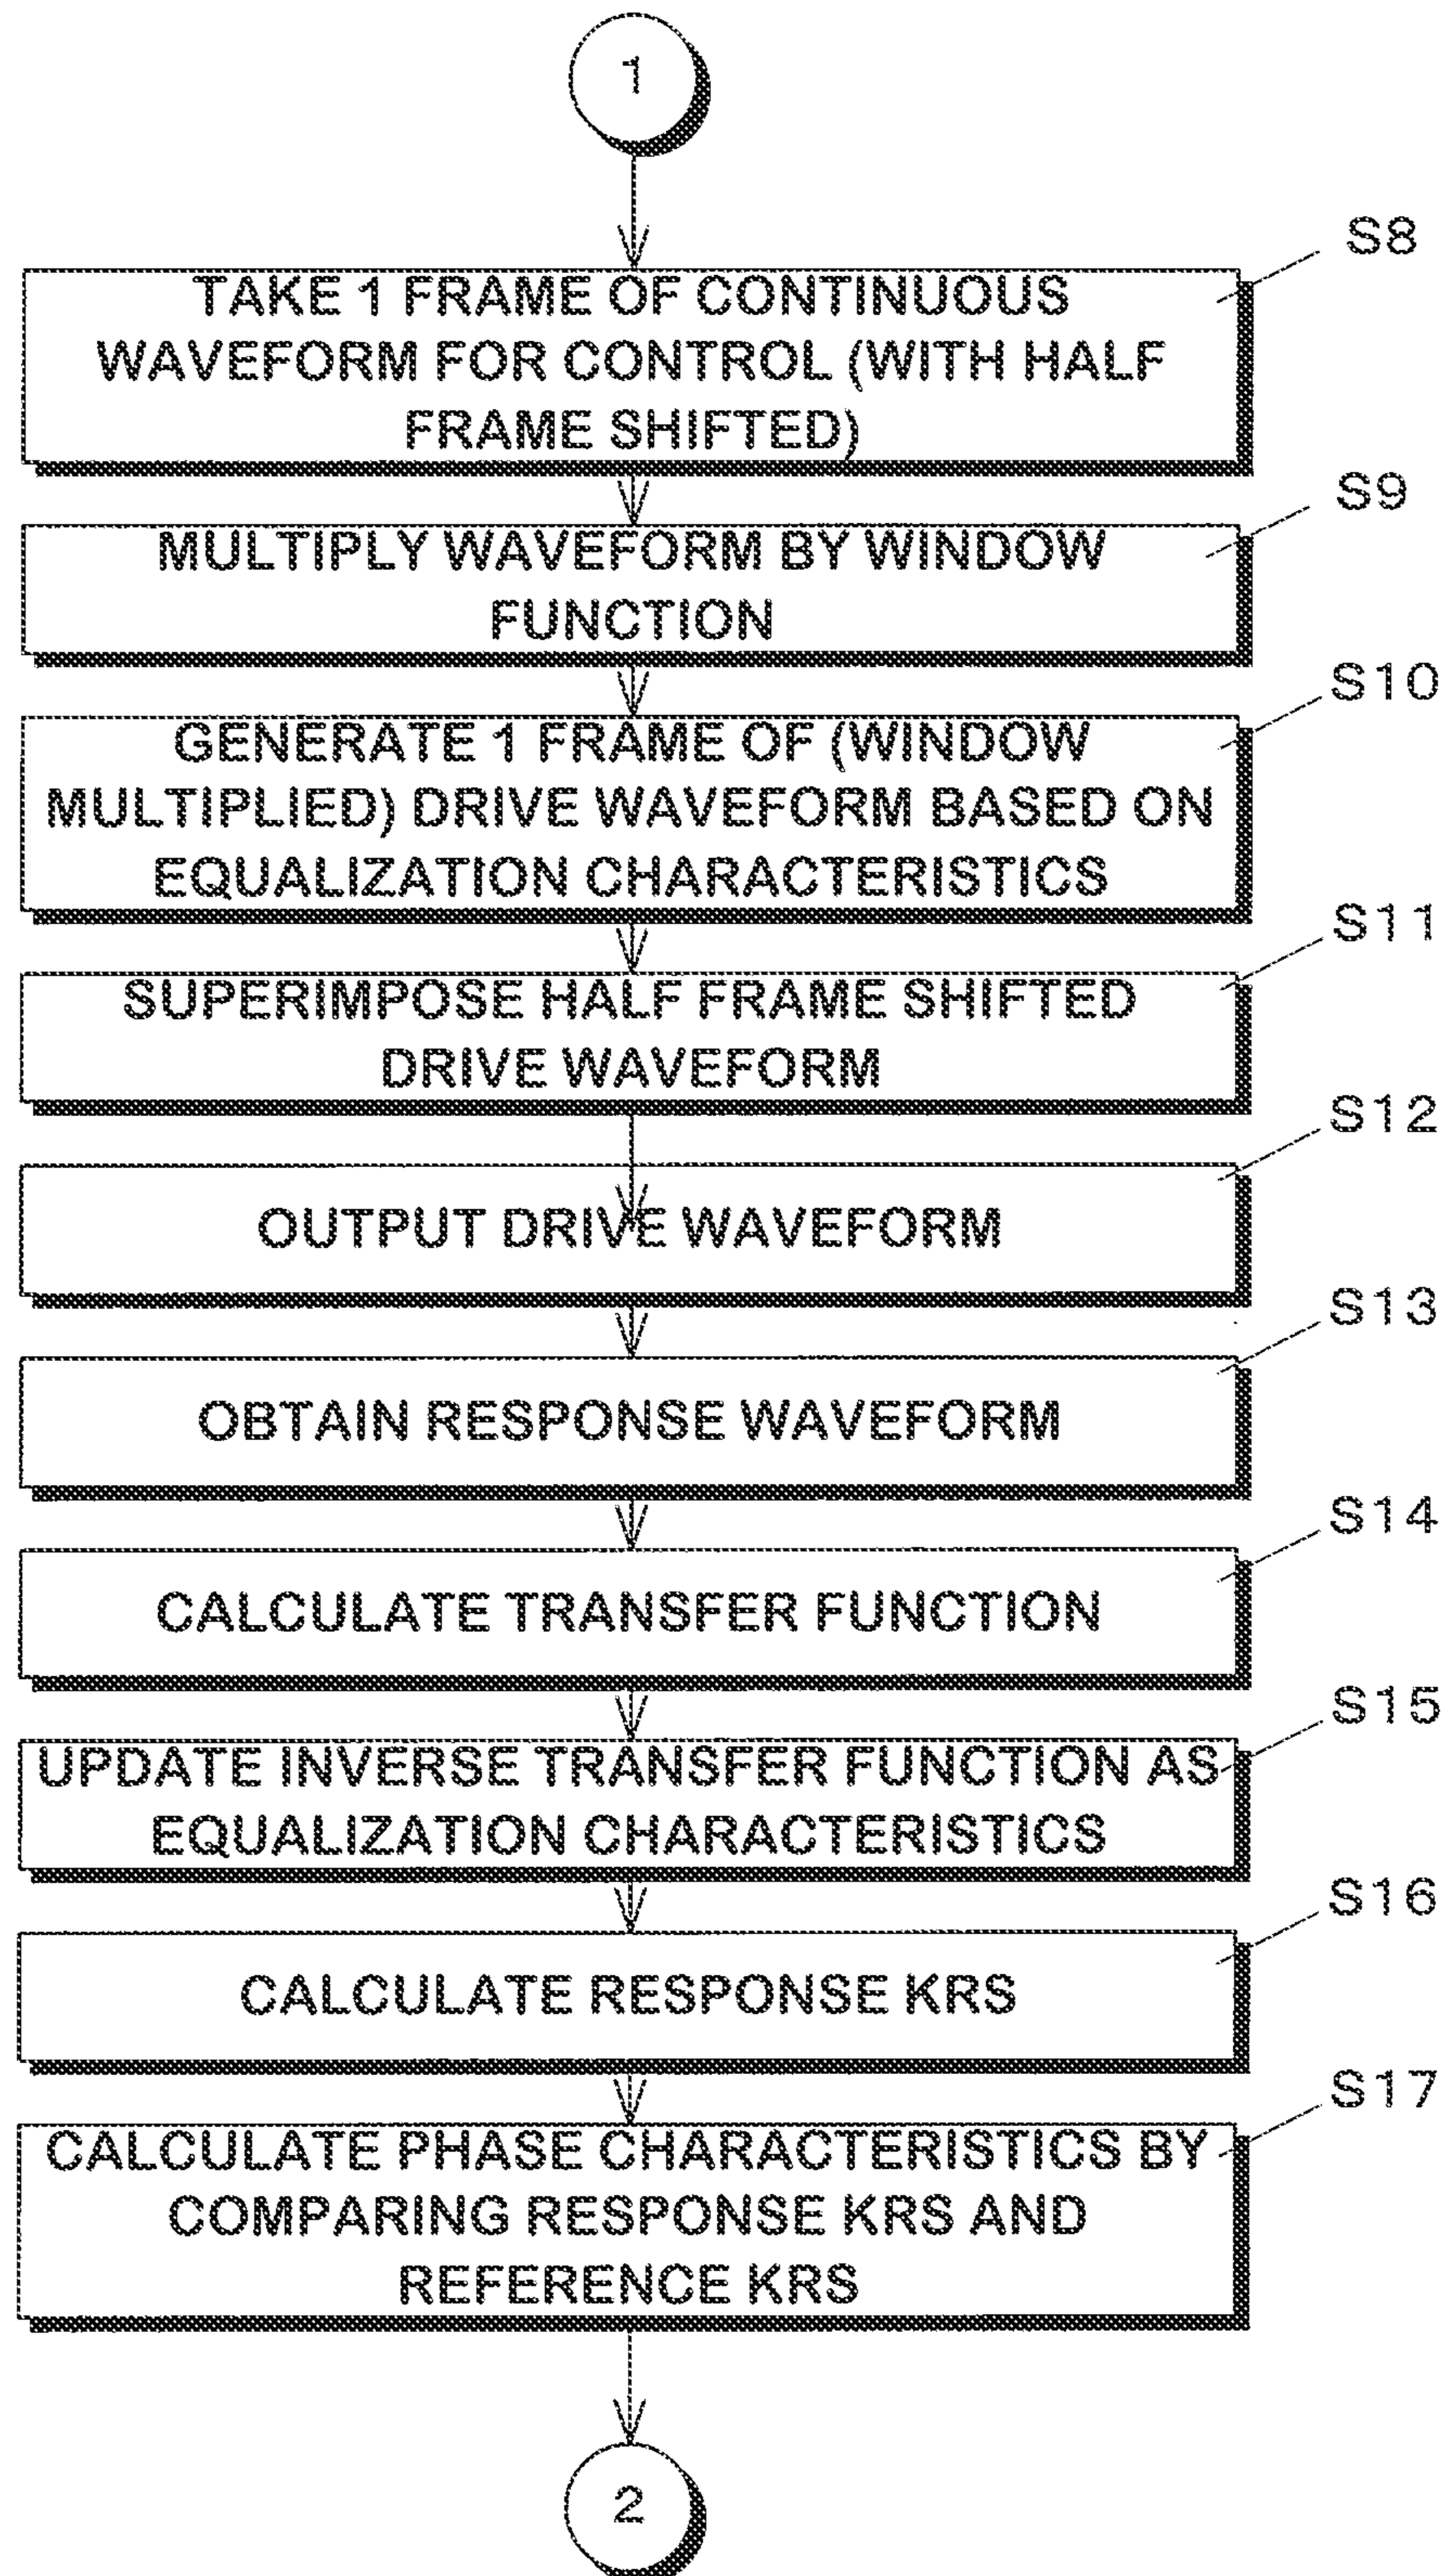 1
S8
TAKE 1 FRAME OF CONTINUOUS
WAVEFORM FOR CONTROL (WITH HALF
FRAME SHIFTED)
S9
MULTIPLY WAVEFORM BY WINDOW
FUNCTION
S10
GENERATE 1 FRAME OF (WINDOW
MULTIPLIED) DRIVE WAVEFORM BASED ON
EQUALIZATION CHARACTERISTICS
S11
SUPERIMPOSE HALF FRAME SHIFTED
DRIVE WAVEFORM
S12
OUTPUT DRIVE WAVEFORM
S13
OBTAIN RESPONSE WAVEFORM
S14
CALCULATE TRANSFER FUNCTION
S15
UPDATE INVERSE TRANSFER FUNCTION AS
EQUALIZATION CHARACTERISTICS
S16
CALCULATE RESPONSE KRS
S17
CALCULATE PHASE CHARACTERISTICS BY
COMPARING RESPONSE KRS AND
REFERENCE KRS
2